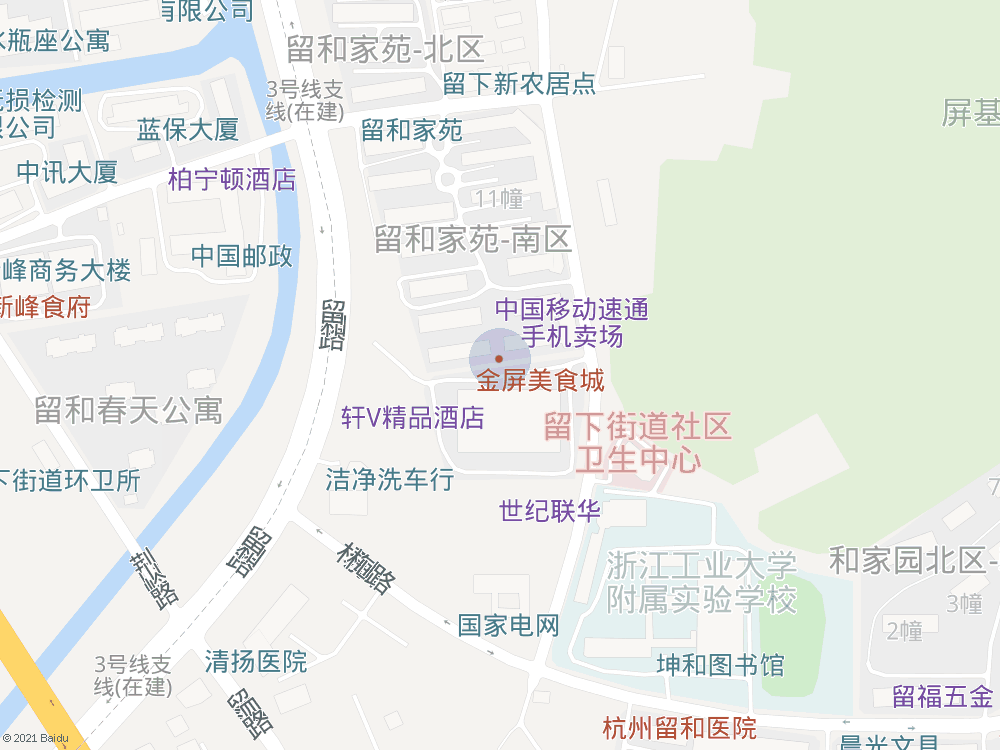 有限公司
水瓶座公寓
留和家苑-北区
3号线支
线(在建)
留下新农居点
无损检测
限公司
蓝保大厦
留和家苑
屏基
中讯大厦
柏宁顿酒店
11幢
留和家苑-南区
中国邮政
峰商务大楼
新峰食府
中国移动速通
手机卖场
金屏美食城
留和春天公寓
轩V精品酒店
留下街道社区
卫生中心
下街道环卫所
洁净洗车行
世纪联华
浙江工业大学
附属实验学校
和家园北区-
7
3幢
2幢
国家电网
3号线支
线(在建)
清扬医院
坤和图书馆
留福五金
杭州留和医院
晨光文具
© 2021 Baidu